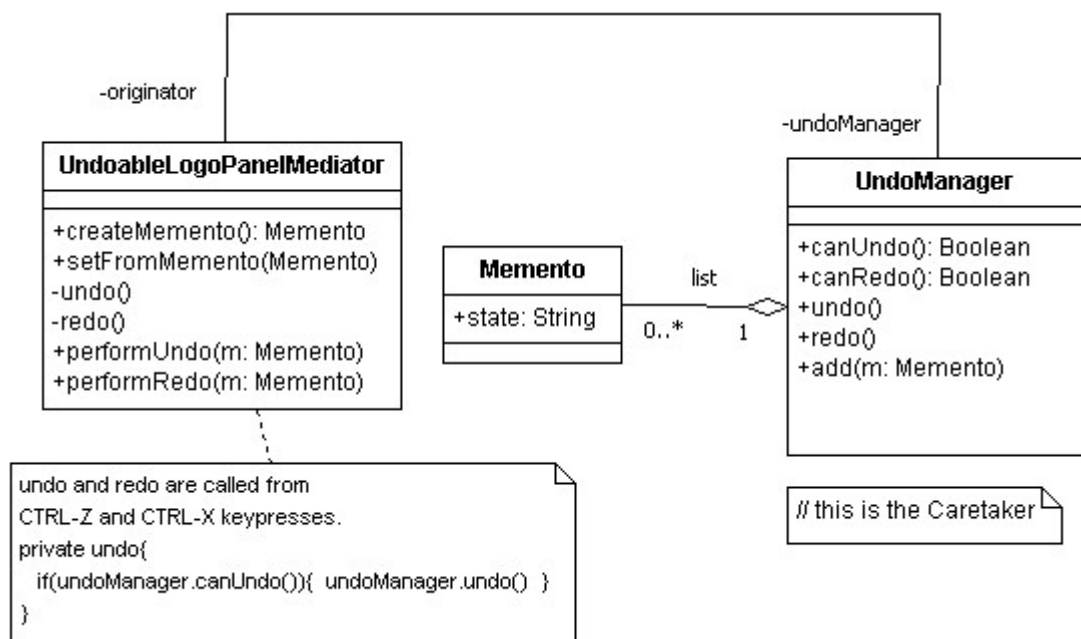 -originator
-undoManager
UndoableLogoPanelMediator
+createMemento(): Memento
+setFromMemento(Memento)
-undo()
-redo()
+performUndo(m: Memento)
+performRedo(m: Memento)
Memento
+state: String
list
0..*
1
UndoManager
+canUndo(): Boolean
+canRedo(): Boolean
+undo()
+redo()
+add(m: Memento)
undo and redo are called from
CTRL-Z and CTRL-X keypresses.
private undo{
if(undoManager.canUndo()){ undoManager.undo() }
}
// this is the Caretaker